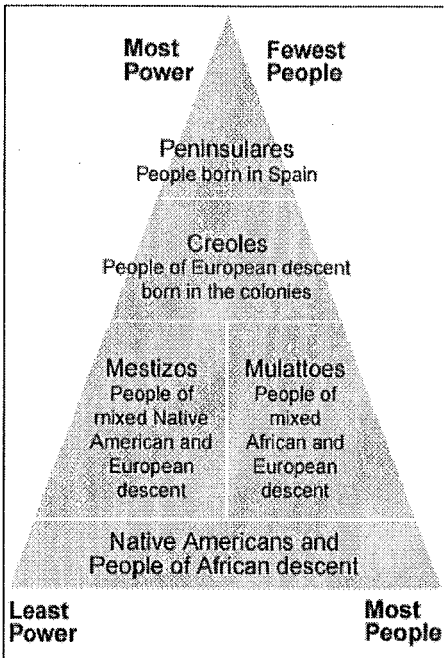 Most
Power
Fewest
People
Peninsulares
People born in Spain
Creoles
People of European descent
born in the colonies
Mestizos
People of
mixed Native
American and
European
descent
Mulattoes
People of
mixed
African and
European
descent
Native Americans and
People of African descent
Least
Power
Most
People